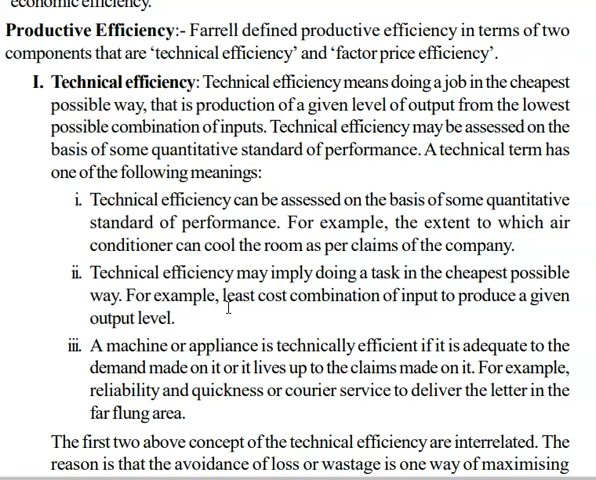 economic efficiency.
Productive Efficiency:- Farrell defined productive efficiency in terms of two
components that are ‘technical efficiency’ and ‘factor price efficiency’.
I. Technical efficiency: Technical efficiency means doing a job in the cheapest
possible way, that is production of a given level of output from the lowest
possible combination of inputs. Technical efficiency may be assessed on the
basis of some quantitative standard of performance. A technical term has
one of the following meanings:
i. Technical efficiency can be assessed on the basis of some quantitative
standard of performance. For example, the extent to which air
conditioner can cool the room as per claims of the company.
ii. Technical efficiency may imply doing a task in the cheapest possible
way. For example, least cost combination of input to produce a given
output level.
iii. A machine or appliance is technically efficient if it is adequate to the
demand made on it or it lives up to the claims made on it. For example,
reliability and quickness or courier service to deliver the letter in the
far flung area.
The first two above concept of the technical efficiency are interrelated. The
reason is that the avoidance of loss or wastage is one way of maximising